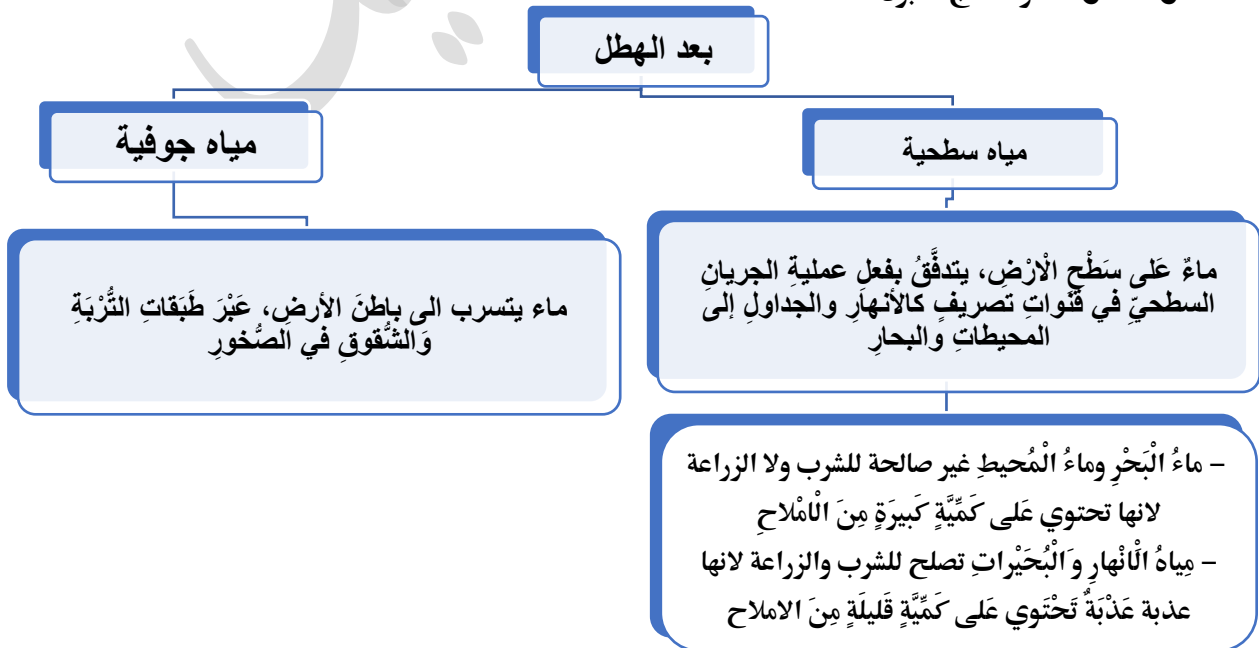 بعد الهطل
مياه سطحية
ماءٌ عَلى سَطْحِ الْارْضِ، يتدفَّقُ بفعلِ عمليةِ الجريانِ
السطحيّ في قَنَواتِ تصريفٍ كالأنهارِ والجداولِ إلى
المحيطاتِ والبحارِ
– ماءُ الْبَحْرِ وماءُ الْمُحيطِ غير صالحة للشرب ولا الزراعة
لانها تحتوي عَلى كَمِّيَّةٍ كَبيرَةٍ مِنَ الْامْلاحِ
– مِياهُ الْانْهارِ وَالْبُحَيْراتِ تصلح للشرب والزراعة لانها
عذبة عَذْبَةٌ تَحْتَوي عَلى كَمِّيَّةٍ قَليلَةٍ مِنَ الاملاح
مياه جوفية
ماء يتسرب الى باطنَ الأرضِ، عَبْرَ طَبَقاتِ التُّرْبَةِ
وَالشُّقوقِ في الصُّخورِ